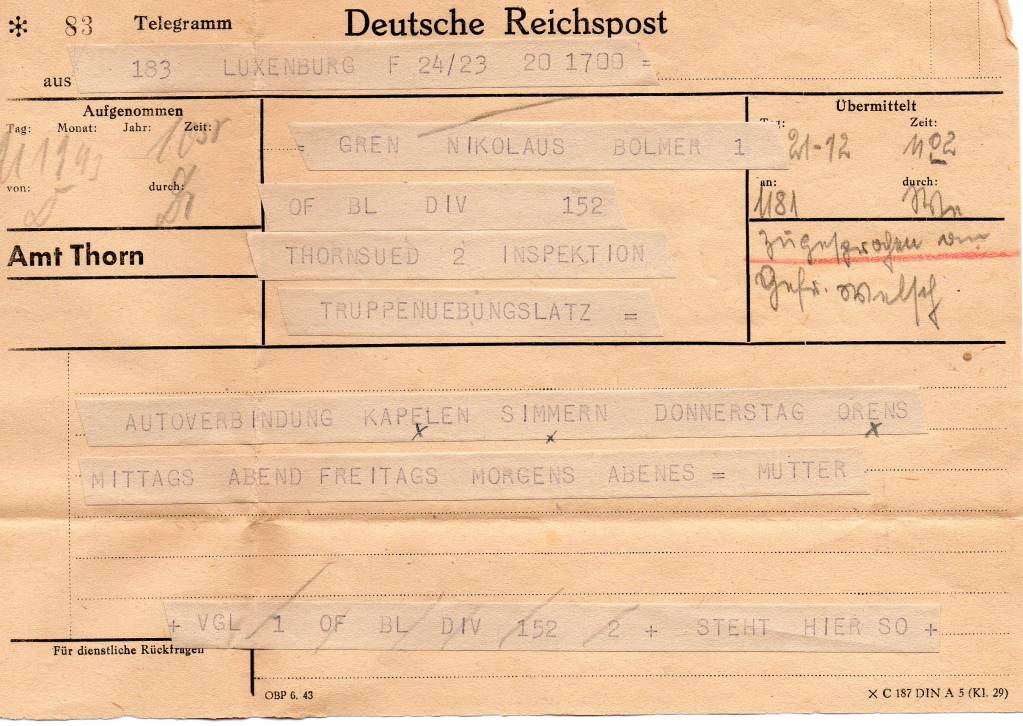 * 83 Telegramm Deutsche Reichspost
aus 183 LUXENBURG F 24/23 20 1700 =
Aufgenommen
Tag: Monat: Jahr: Zeit:
von: durch:
Übermittelt
Zeit:
21-12
an: durch:
1181
= GREN NIKOLAUS BOLMER 1
OF BL DIV 152
THORNSUED 2 INSPEKTION
TRUPPENUEBUNGSLATZ =
Amt Thorn
zugesprochen
Gefr. Welsch
AUTOVERBINDUNG KAPELEN SIMMERN DONNERSTAG ORENS
MITTAGS ABEND FREITAGS MORGENS ABENES = MUTTER
+ VGL 1 OF BL DIV 152 2 + STEHT HIER SO +
Für dienstliche Rückfragen
OBP 6. 43
× C 187 DIN A 5 (Kl. 29)